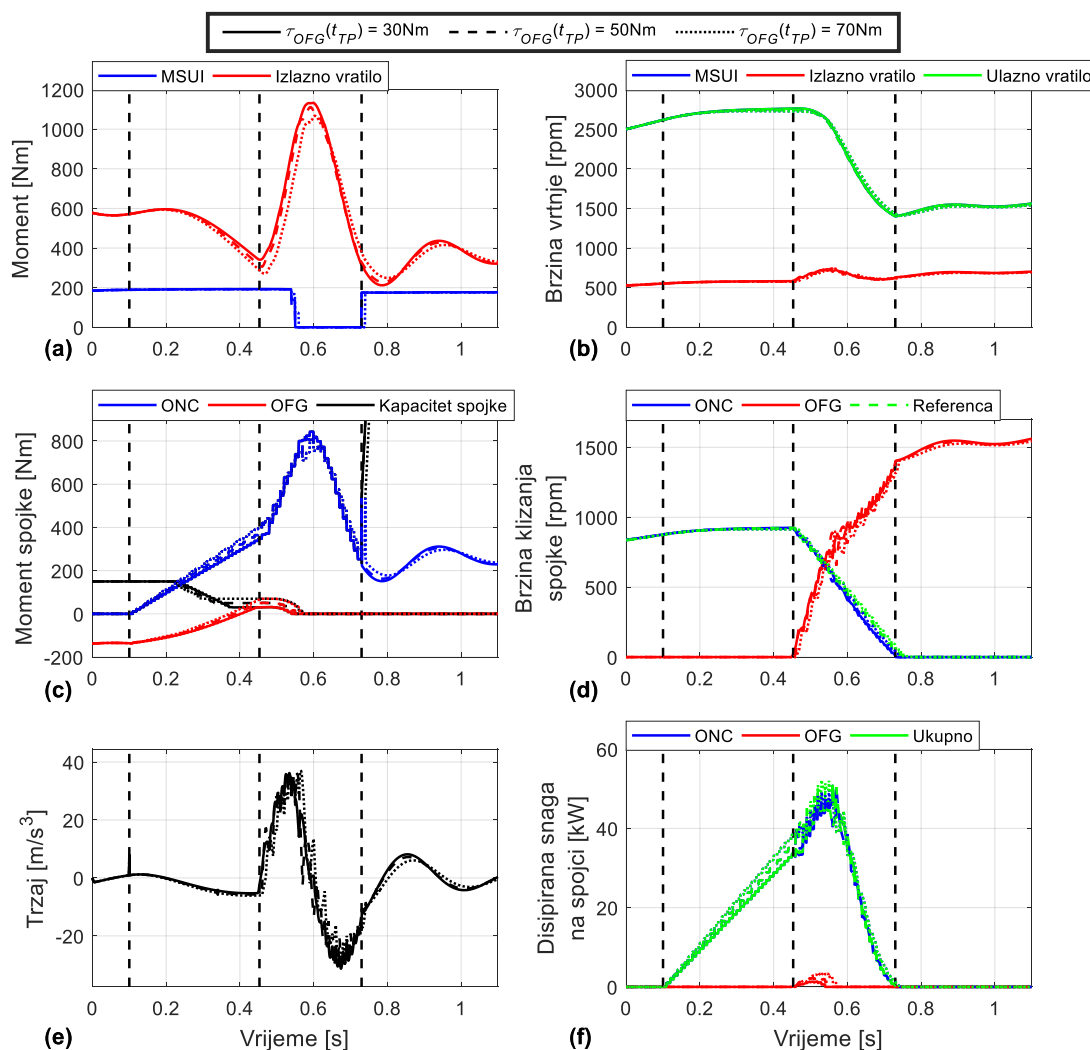 τOFG(tTP) = 30Nm τOFG(tTP) = 50Nm τOFG(tTP) = 70Nm
MSUI Izlazno vratilo
Moment [Nm]
1200
1000
800
600
400
200
0
0 0.2 0.4 0.6 0.8 1
(a)
MSUI Izlazno vratilo Ulazno vratilo
Brzina vrtnje [rpm]
3000
2500
2000
1500
1000
500
0
0 0.2 0.4 0.6 0.8 1
(b)
ONC OFG Kapacitet spojke
Moment spojke [Nm]
800
600
400
200
0
-200
0 0.2 0.4 0.6 0.8 1
(c)
ONC OFG Referenca
Brzina klizanja
spojke [rpm]
1500
1000
500
0
0 0.2 0.4 0.6 0.8 1
(d)
Trzaj [m/s³]
40
20
0
-20
0 0.2 0.4 0.6 0.8 1
Vrijeme [s]
(e)
ONC OFG Ukupno
Disipirana snaga
na spojci [kW]
60
40
20
0
0 0.2 0.4 0.6 0.8 1
Vrijeme [s]
(f)